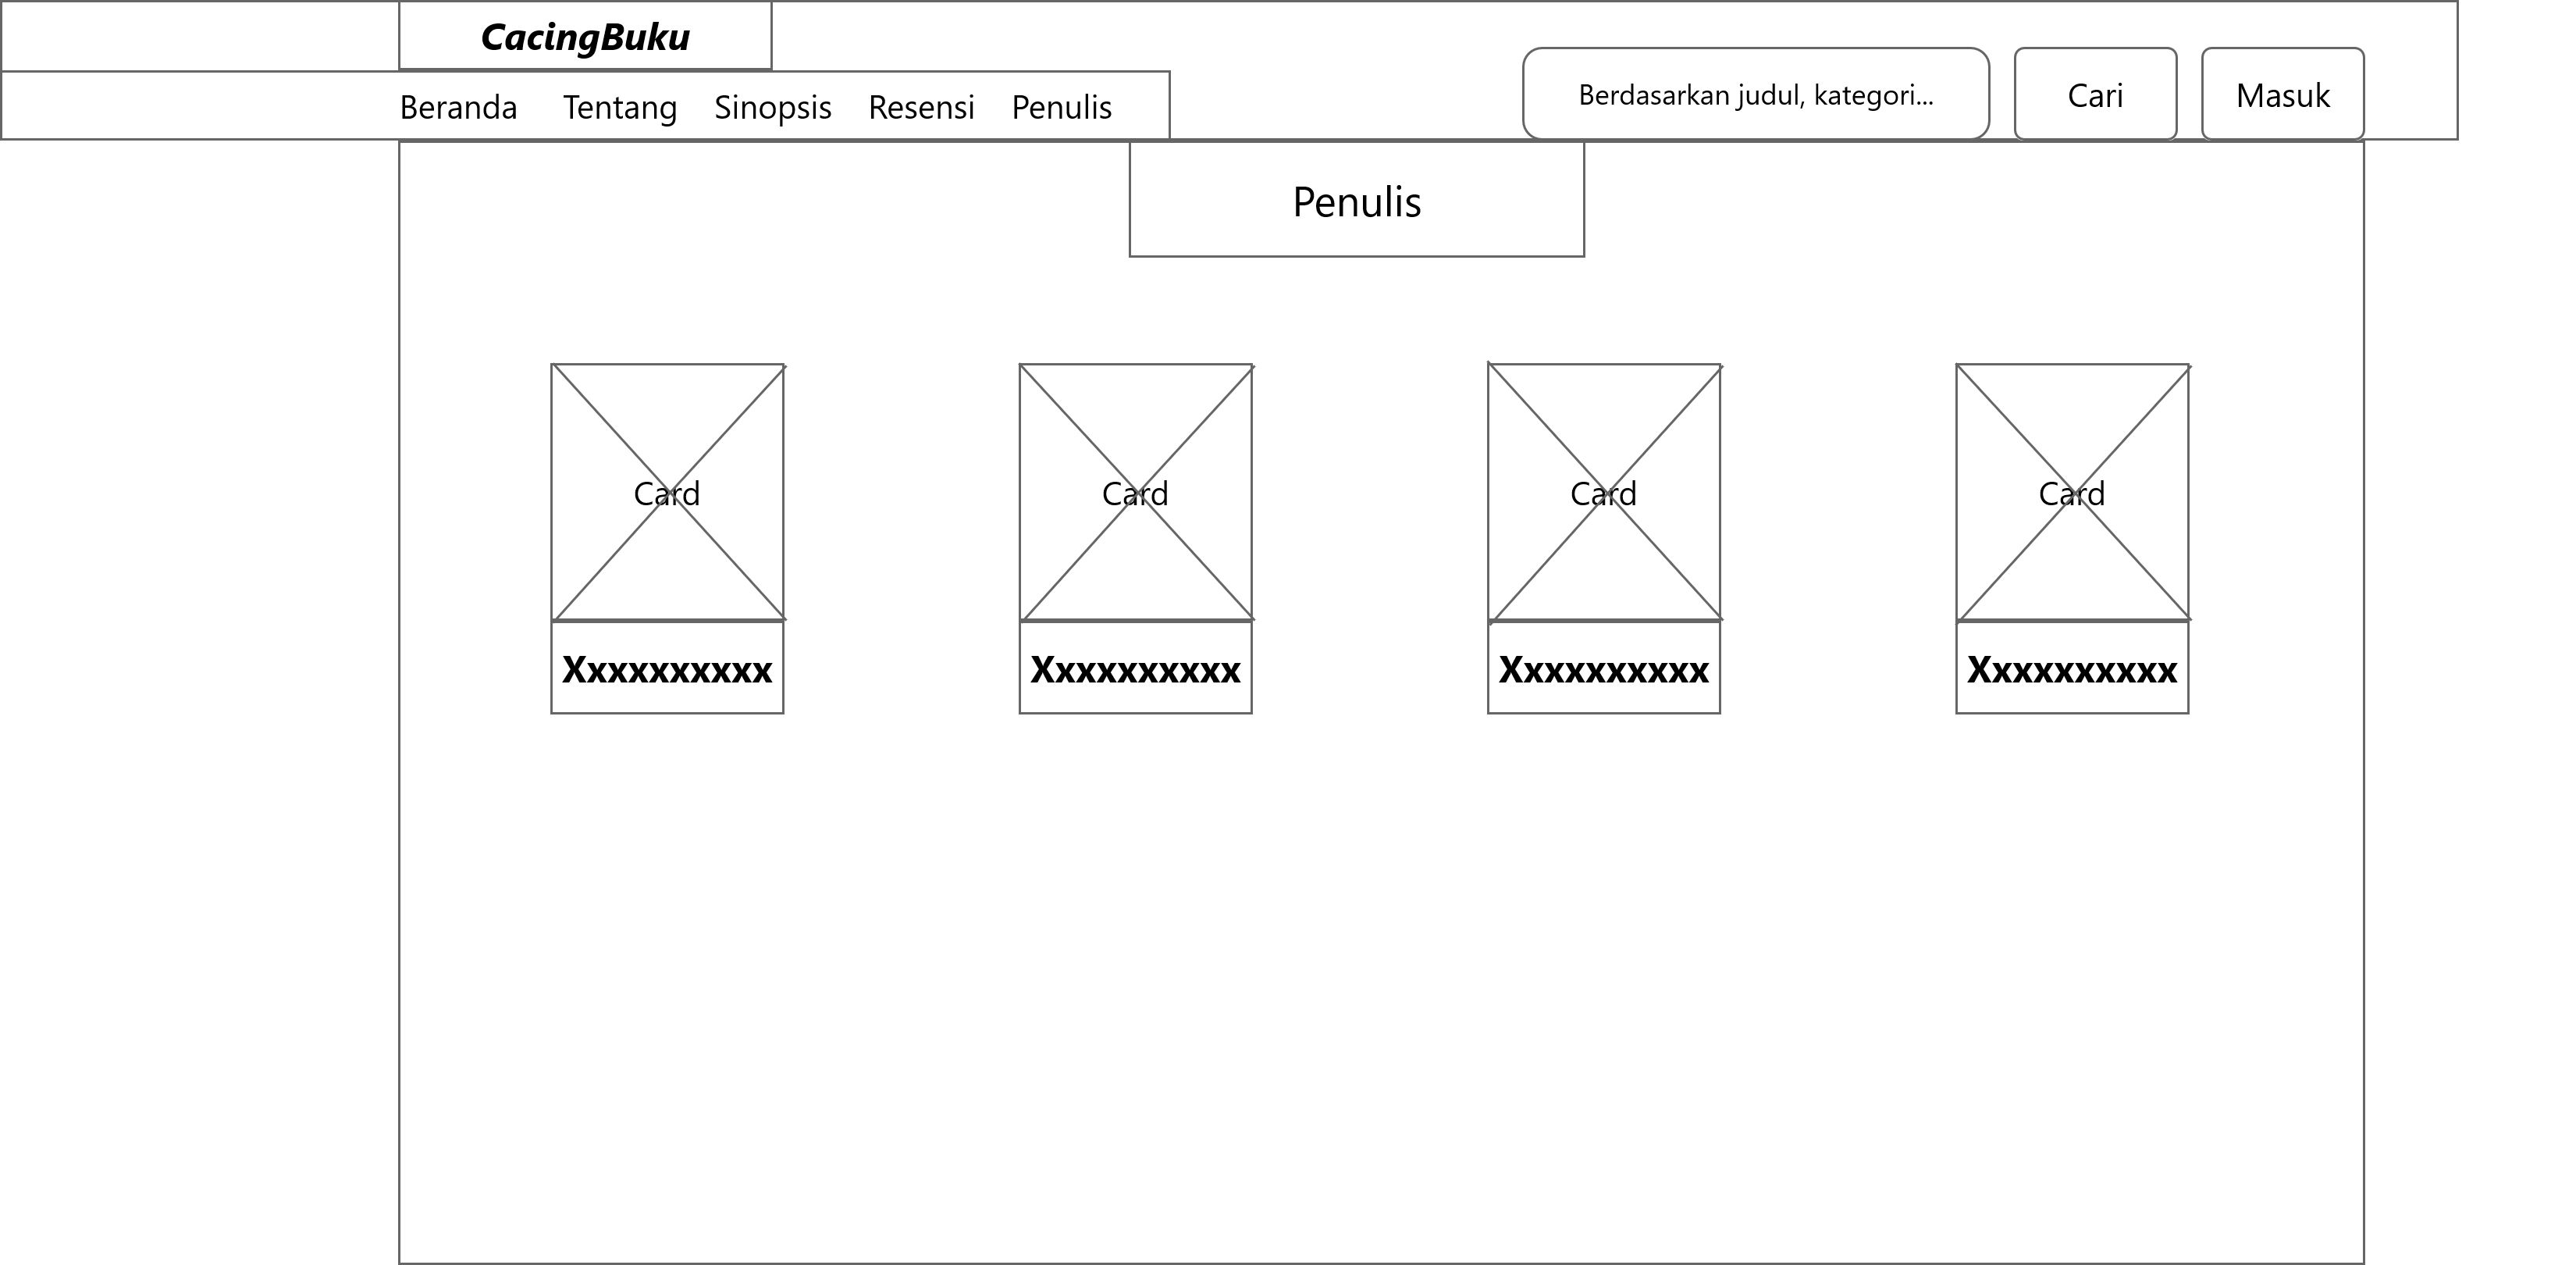 CacingBuku
Beranda Tentang Sinopsis Resensi Penulis
Berdasarkan judul, kategori... Cari Masuk
Penulis
Card Card Card Card
Xxxxxxxxxx Xxxxxxxxxx Xxxxxxxxxx Xxxxxxxxxx